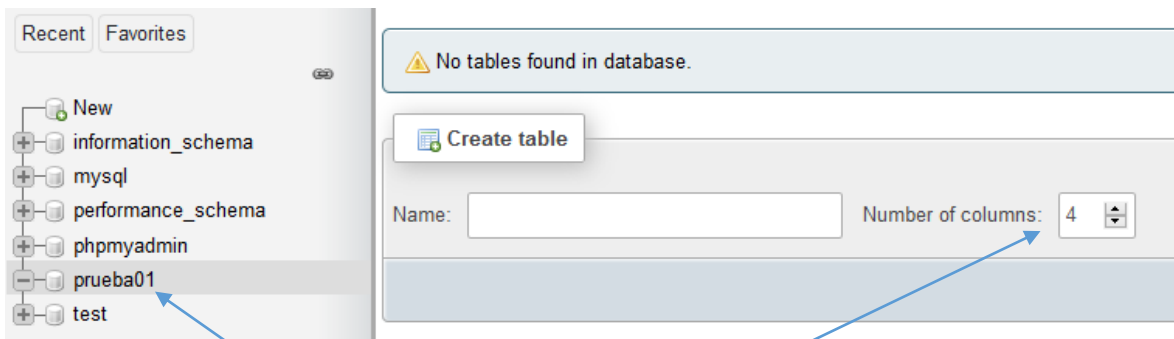 Recent Favorites
New
information_schema
mysql
performance_schema
phpmyadmin
prueba01
test
No tables found in database.
Create table
Name: Number of columns: 4